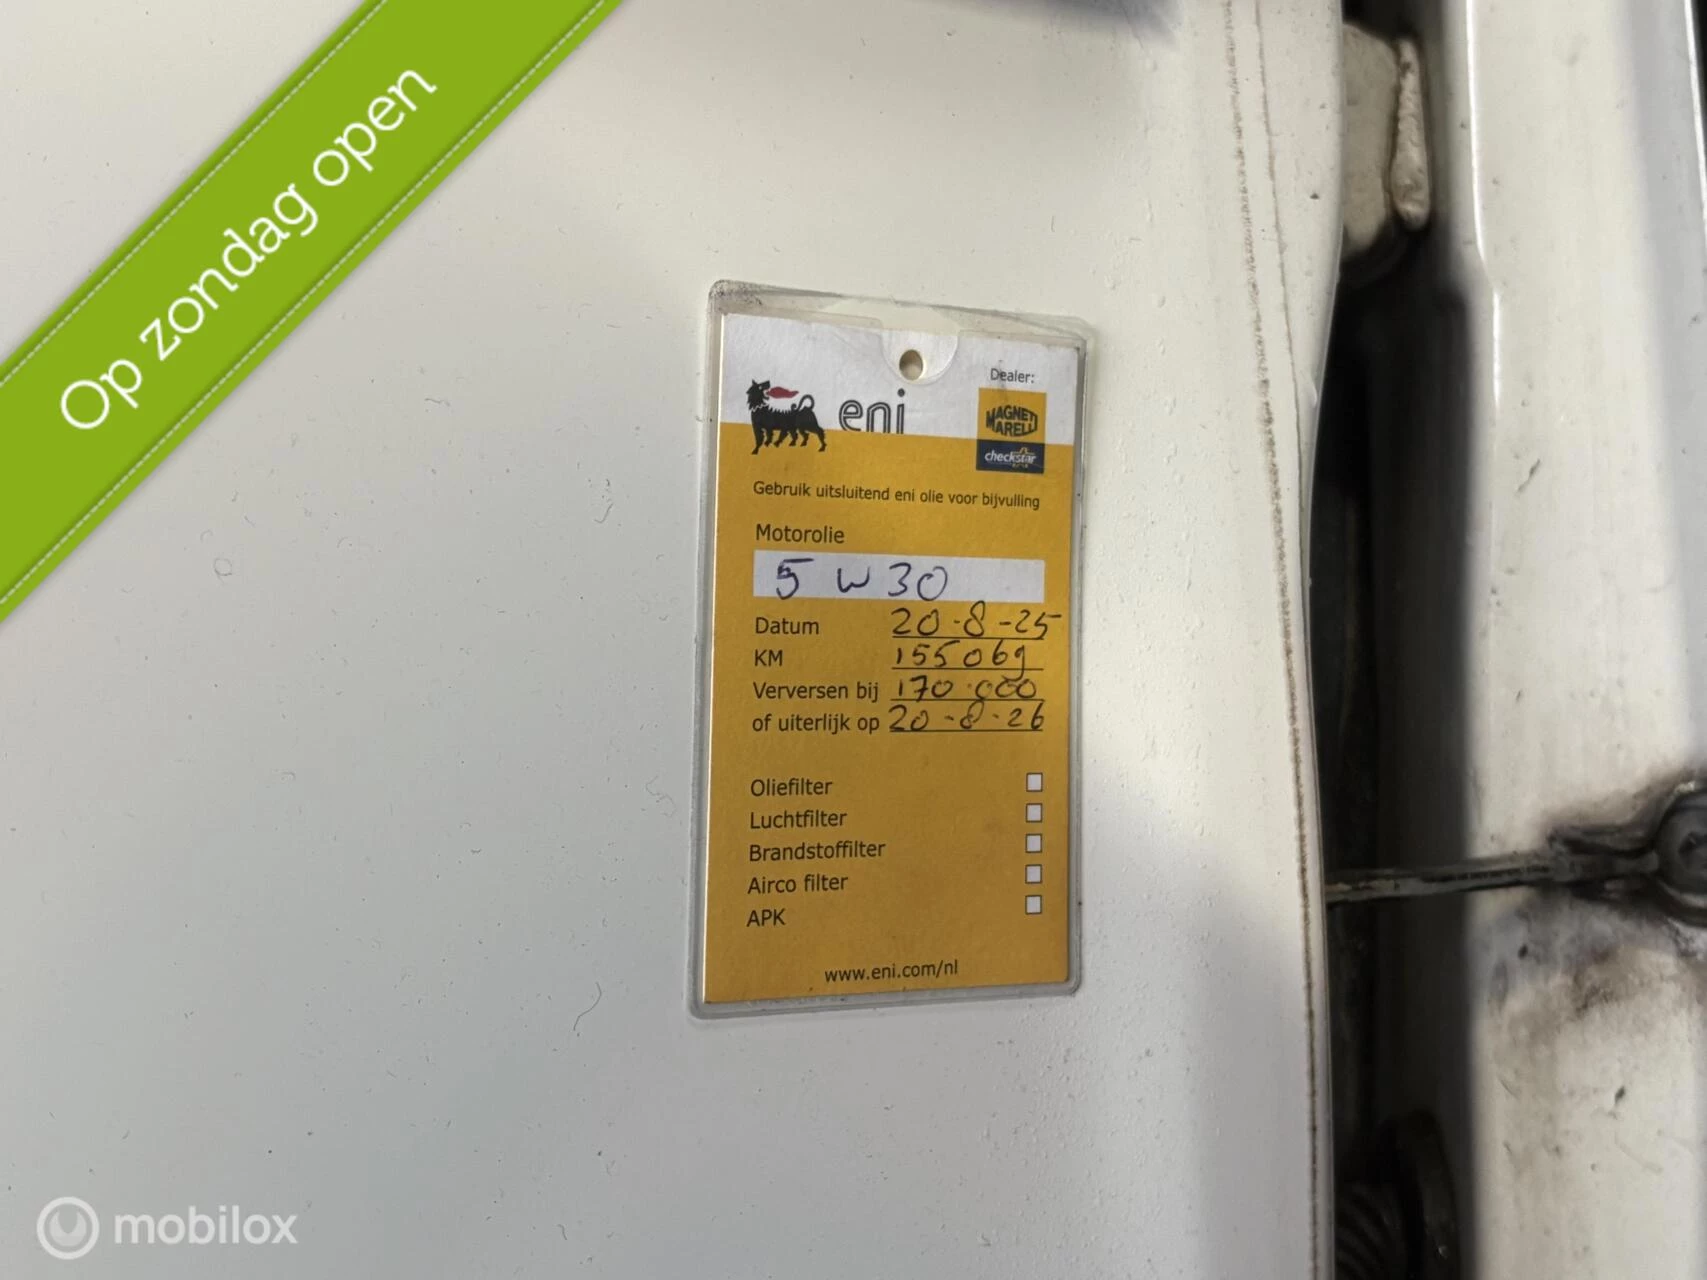 Op zondag open
eni
Dealer:
MAGNETI
MARELLI
checkstar
Gebruik uitsluitend eni olie voor bijvulling
Motorolie
5 W 30
Datum 20-8-25
KM 155069
Verversen bij 170.000
of uiterlijk op 20-8-26
Oliefilter
Luchtfilter
Brandstoffilter
Airco filter
APK
www.eni.com/nl
mobilox